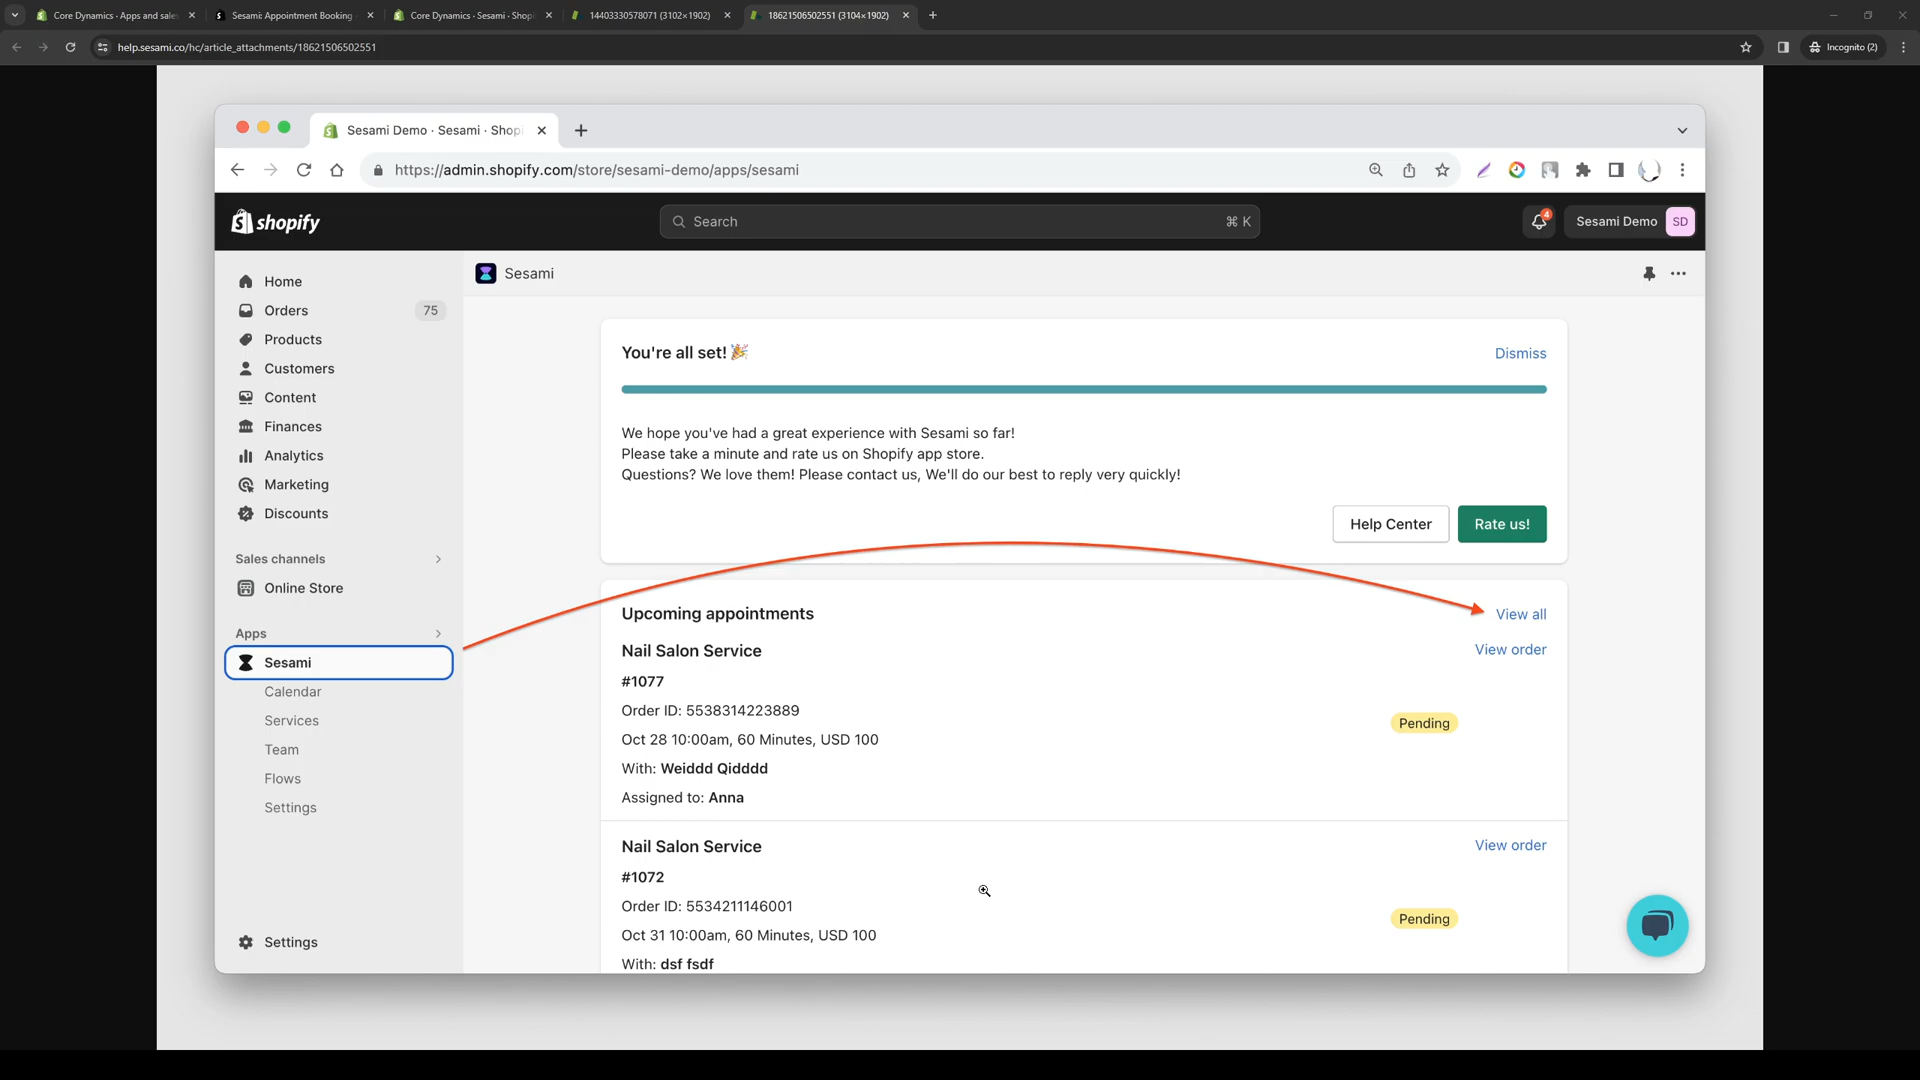 Core Dynamics · Apps and sales
Sesami: Appointment Booking
Core Dynamics · Sesami · Shopi
14403330578071 (3102×1902)
18621506502551 (3104×1902)
help.sesami.co/hc/article_attachments/18621506502551
Incognito (2)
Sesami Demo · Sesami · Shopi
https://admin.shopify.com/store/sesami-demo/apps/sesami
shopify
Search
⌘ K
4
Sesami Demo
SD
Home
Orders
75
Products
Customers
Content
Finances
Analytics
Marketing
Discounts
Sales channels
Online Store
Apps
Sesami
Calendar
Services
Team
Flows
Settings
Settings
Sesami
You're all set! 🎉
Dismiss
We hope you've had a great experience with Sesami so far!
Please take a minute and rate us on Shopify app store.
Questions? We love them! Please contact us, We'll do our best to reply very quickly!
Help Center
Rate us!
Upcoming appointments
View all
Nail Salon Service
View order
#1077
Order ID: 5538314223889
Pending
Oct 28 10:00am, 60 Minutes, USD 100
With: Weiddd Qidddd
Assigned to: Anna
Nail Salon Service
View order
#1072
Order ID: 5534211146001
Pending
Oct 31 10:00am, 60 Minutes, USD 100
With: dsf fsdf